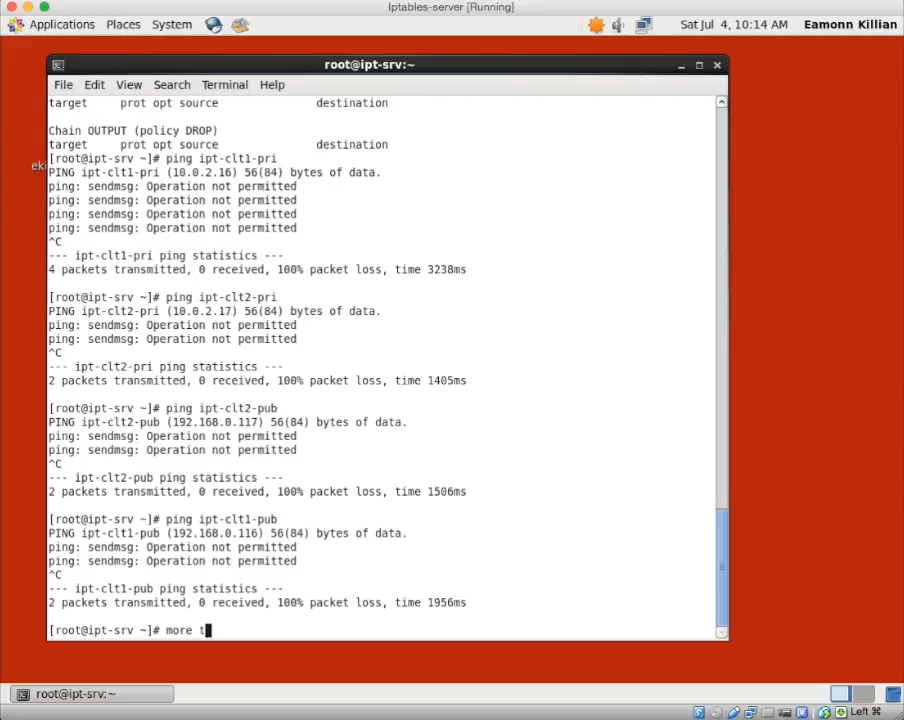 Iptables-server [Running]
Applications Places System Sat Jul 4, 10:14 AM Eamonn Killian
root@ipt-srv:~
File Edit View Search Terminal Help
target prot opt source destination
Chain OUTPUT (policy DROP)
target prot opt source destination
[root@ipt-srv ~]# ping ipt-clt1-pri
eki
PING ipt-clt1-pri (10.0.2.16) 56(84) bytes of data.
ping: sendmsg: Operation not permitted
ping: sendmsg: Operation not permitted
ping: sendmsg: Operation not permitted
ping: sendmsg: Operation not permitted
^C
--- ipt-clt1-pri ping statistics ---
4 packets transmitted, 0 received, 100% packet loss, time 3238ms
[root@ipt-srv ~]# ping ipt-clt2-pri
PING ipt-clt2-pri (10.0.2.17) 56(84) bytes of data.
ping: sendmsg: Operation not permitted
ping: sendmsg: Operation not permitted
^C
--- ipt-clt2-pri ping statistics ---
2 packets transmitted, 0 received, 100% packet loss, time 1405ms
[root@ipt-srv ~]# ping ipt-clt2-pub
PING ipt-clt2-pub (192.168.0.117) 56(84) bytes of data.
ping: sendmsg: Operation not permitted
ping: sendmsg: Operation not permitted
^C
--- ipt-clt2-pub ping statistics ---
2 packets transmitted, 0 received, 100% packet loss, time 1506ms
[root@ipt-srv ~]# ping ipt-clt1-pub
PING ipt-clt1-pub (192.168.0.116) 56(84) bytes of data.
ping: sendmsg: Operation not permitted
ping: sendmsg: Operation not permitted
^C
--- ipt-clt1-pub ping statistics ---
2 packets transmitted, 0 received, 100% packet loss, time 1956ms
[root@ipt-srv ~]# more t
root@ipt-srv:~
Left ⌘